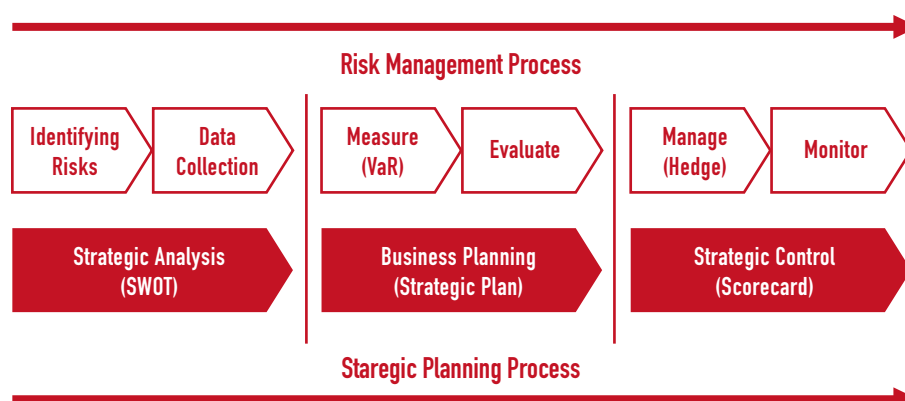 Risk Management Process
Identifying
Risks
Data
Collection
Measure
(VaR)
Evaluate
Manage
(Hedge)
Monitor
Strategic Analysis
(SWOT)
Business Planning
(Strategic Plan)
Strategic Control
(Scorecard)
Staregic Planning Process